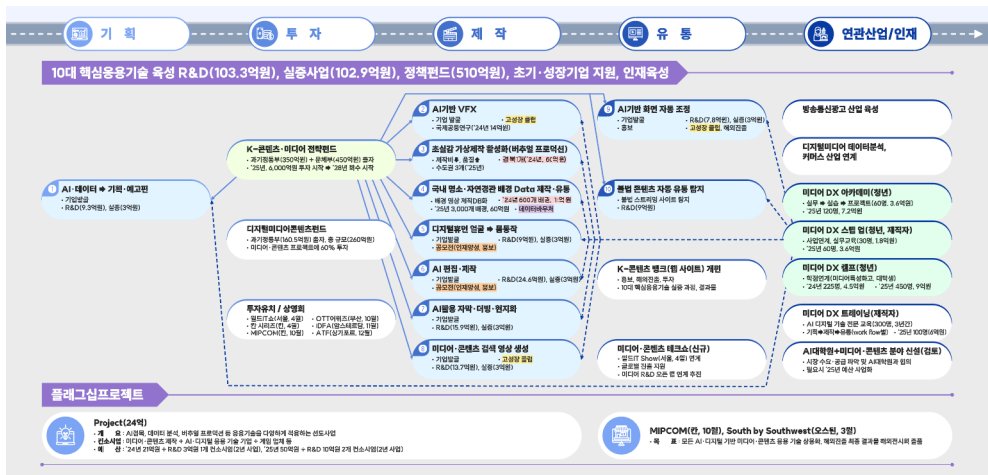 기 획
투 자
제 작
유 통
연관산업/인재
10대 핵심응용기술 육성 R&D(103.3억원), 실증사업(102.9억원), 정책펀드(510억원), 초기·성장기업 지원, 인재육성
1 AI·데이터 ➡ 기획·예고편
· 기업발굴
· R&D(9.3억원), 실증(3억원)
K-콘텐츠·미디어 전략펀드
· 과기정통부(350억원) + 문체부(450억원) 출자
· '25년, 6,000억원 투자 시작 ➡ '28년 회수 시작
디지털미디어콘텐츠펀드
· 과기정통부(160.5억원) 출자, 총 규모(260억원)
· 미디어·콘텐츠 프로젝트에 60% 투자
투자유치 / 상영회
· 월드IT쇼(서울, 4월) · OTT어워즈(부산, 10월)
· 칸 시리즈(칸, 4월) · IDFA(암스테르담, 11월)
· MIPCOM(칸, 10월) · ATF(싱가포르, 12월)
2 AI기반 VFX
· 기업 발굴 · 고성장 클럽
· 국제공동연구('24년 14억원)
3 초실감 가상제작 활성화(버추얼 프로덕션)
· 제작비⬇, 품질⬆ · 경북 1개('24년, 60억원)
· 수도권 3개('25년)
4 국내 명소·자연경관 배경 Data 제작·유통
· 배경 영상 제작DB화 · '24년 600개 배경, 1억원
· '25년 3,000개 배경, 60억원 · 데이터바우처
5 디지털휴먼 얼굴 ➡ 몸동작
· 기업발굴 · R&D(9억원), 실증(3억원)
· 공모전(인재양성, 홍보)
6 AI 편집·제작
· 기업발굴 · R&D(24.6억원), 실증(3억원)
· 공모전(인재양성, 홍보)
7 AI활용 자막·더빙·현지화
· 기업발굴
· R&D(15.9억원), 실증(3억원)
8 미디어·콘텐츠 검색 영상 생성
· 기업발굴 · 고성장 클럽
· R&D(13.7억원), 실증(3억원)
9 AI기반 화면 자동 조정
· 기업발굴 · R&D(7.8억원), 실증(3억원)
· 홍보 · 고성장 클럽, 해외진출
10 불법 콘텐츠 자동 유통 탐지
· 불법 스트리밍 사이트 탐지
· R&D(9억원)
K-콘텐츠 뱅크(웹 사이트) 개편
· 홍보, 해외진출, 투자
· 10대 핵심응용기술 실증 과정, 결과물
미디어·콘텐츠 테크쇼(신규)
· 월드IT Show(서울, 4월) 연계
· 글로벌 진출 지원
· 미디어 R&D 오픈 랩 연계 추진
방송통신광고 산업 육성
디지털미디어 데이터분석,
커머스 산업 연계
미디어 DX 아카데미(청년)
· 실무 ➡ 실습 ➡ 프로젝트(60명, 3.6억원)
· '25년 120명, 7.2억원
미디어 DX 스텝 업(청년, 재직자)
· 사업연계, 실무교육(30명, 1.8억원)
· '25년 60명, 3.6억원
미디어 DX 캠프(청년)
· 학점연계(미디어특성화고, 대학생)
· '24년 225명, 4.5억원 · '25년 450명, 9억원
미디어 DX 트레이닝(재직자)
· AI 디지털 기술 전문 교육(300명, 3년간)
· 기획➡제작➡유통(work flow별) · '25년 100명(6억원)
AI대학원+미디어·콘텐츠 분야 신설(검토)
· 시장 수요·공급 파악 및 AI대학원과 협의
· 필요시 '25년 예산 사업화
플래그십프로젝트
Project(24억)
· 개 요 : AI접목, 데이터 분석, 버추얼 프로덕션 등 응용기술을 다양하게 적용하는 선도사업
· 컨소시엄 : 미디어·콘텐츠 제작 + AI·디지털 응용 기술 기업 + 게임 업체 등
· 예 산 : '24년 21억원 + R&D 3억원 1개 컨소시엄(2년 사업), '25년 50억원 + R&D 10억원 2개 컨소시엄(2년 사업)
MIPCOM(칸, 10월), South by Southwest(오스틴, 3월)
· 목 표 : 모든 AI·디지털 기반 미디어·콘텐츠 응용 기술 상용화, 해외진출 최종 결과물 해외전시회 출품